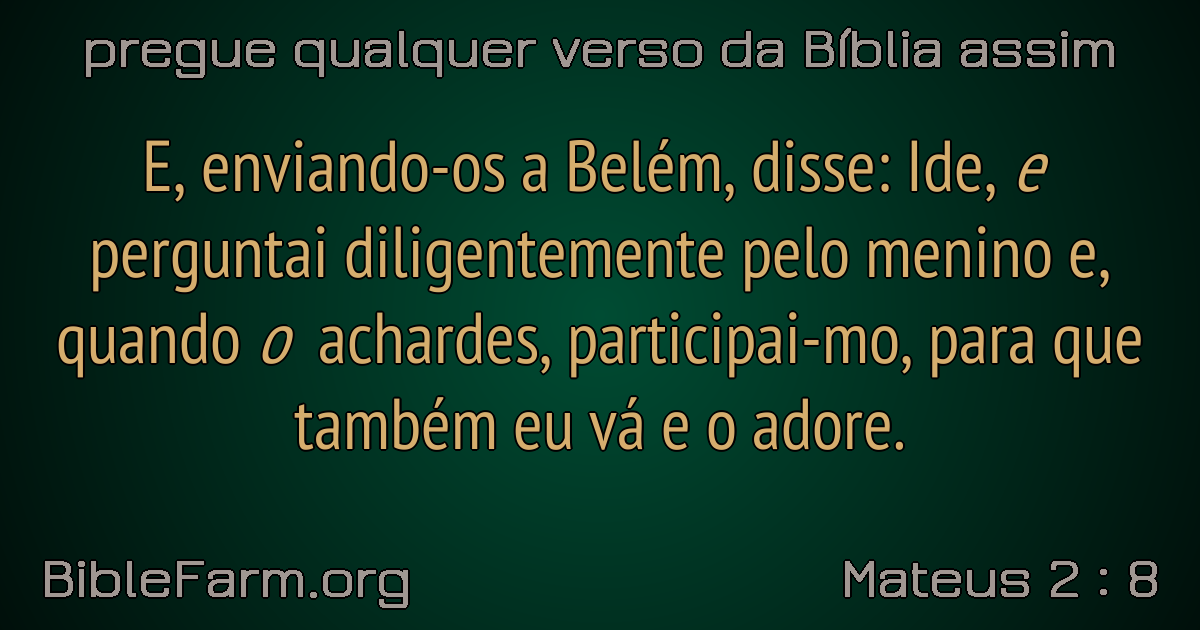 pregue qualquer verso da Bíblia assim
E, enviando-os a Belém, disse: Ide, e
perguntai diligentemente pelo menino e,
quando o achardes, participai-mo, para que
também eu vá e o adore.
BibleFarm.org
Mateus 2 : 8